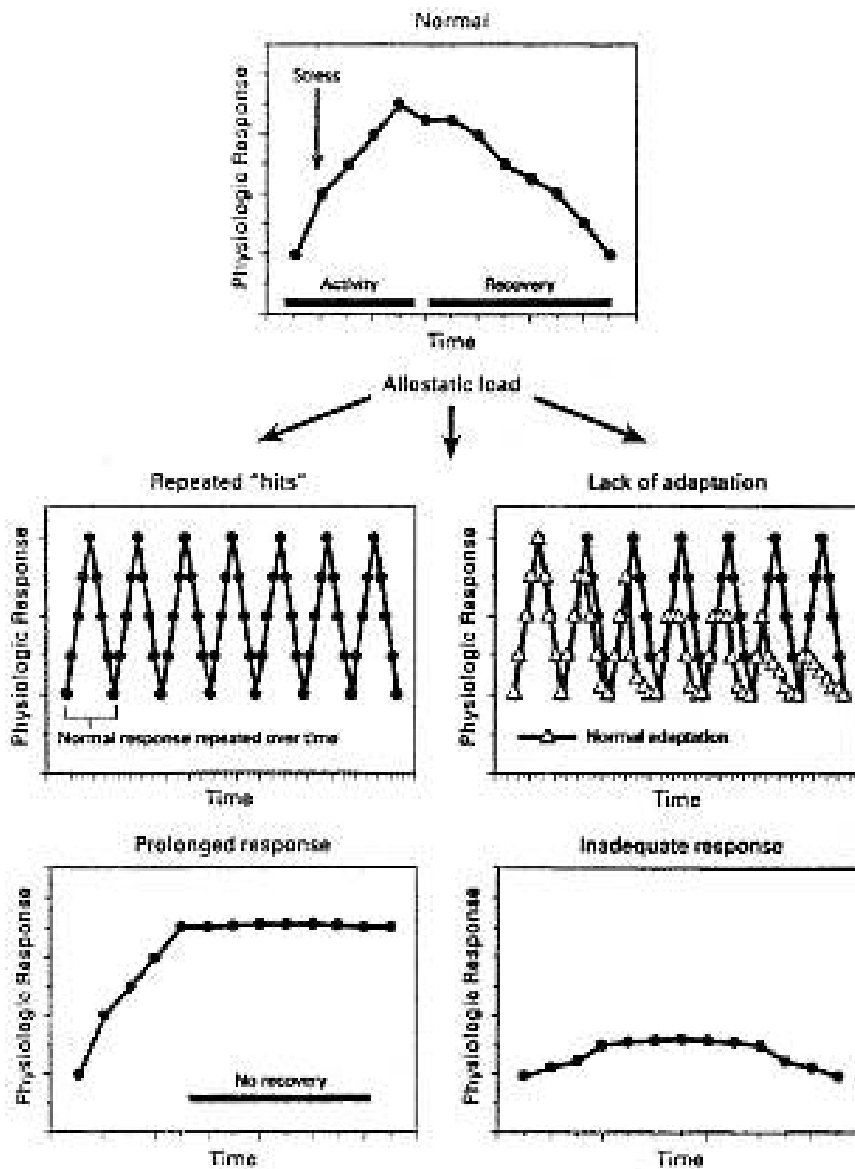 Normal
Physiologic Response
Stress
Activity
Recovery
Time
Allostatic load
Repeated "hits"
Physiologic Response
Normal response repeated over time
Time
Lack of adaptation
Physiologic Response
Normal adaptation
Time
Prolonged response
Physiologic Response
No recovery
Time
Inadequate response
Physiologic Response
Time